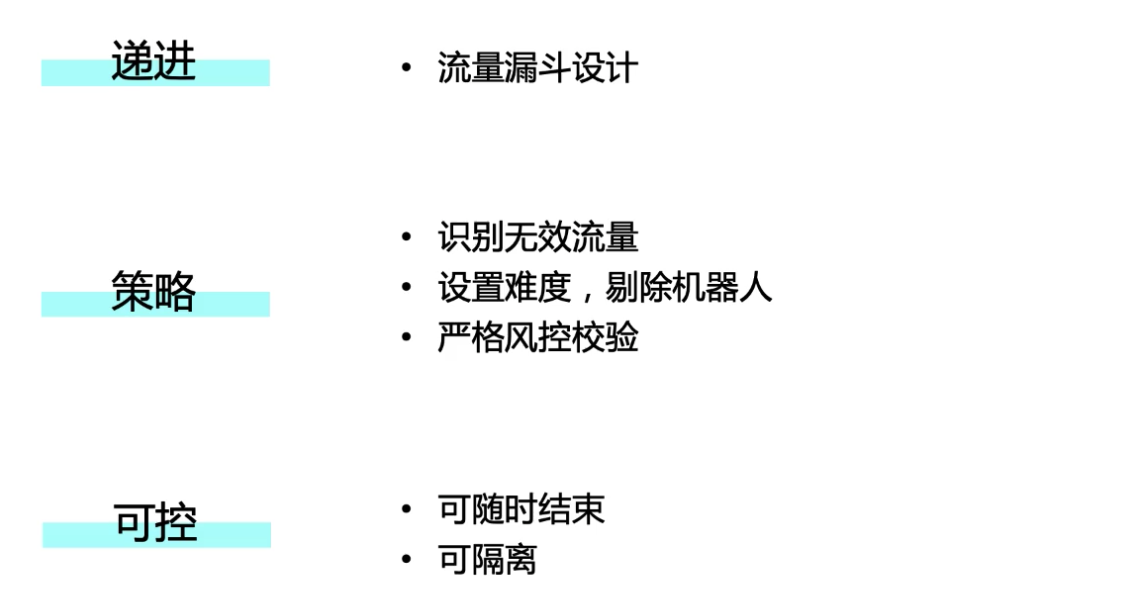 递进
• 流量漏斗设计
策略
• 识别无效流量
• 设置难度，剔除机器人
• 严格风控校验
可控
• 可随时结束
• 可隔离